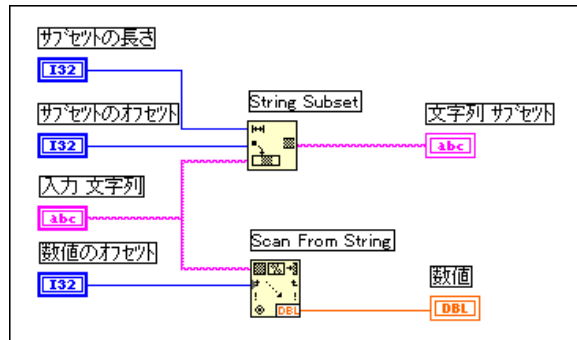 サブセットの長さ
I32
サブセットのオフセット
I32
入力 文字列
abc
数値のオフセット
I32
String Subset
Scan From String
%
DBL
文字列 サブセット
abc
数値
DBL